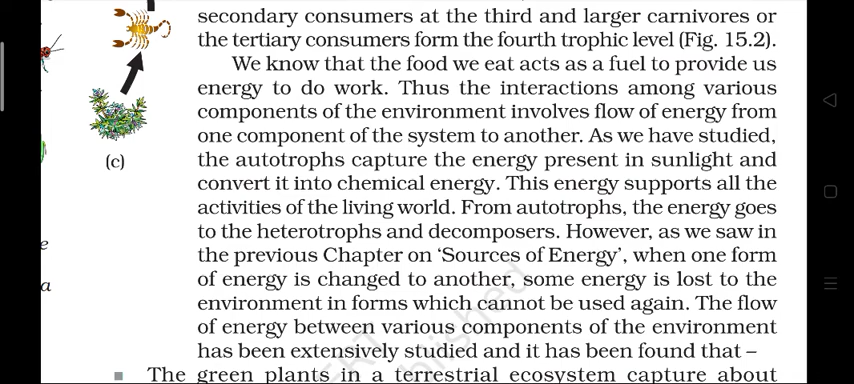 secondary consumers at the third and larger carnivores or
the tertiary consumers form the fourth trophic level (Fig. 15.2).
We know that the food we eat acts as a fuel to provide us
energy to do work. Thus the interactions among various
components of the environment involves flow of energy from
one component of the system to another. As we have studied,
the autotrophs capture the energy present in sunlight and
(c)
convert it into chemical energy. This energy supports all the
activities of the living world. From autotrophs, the energy goes
to the heterotrophs and decomposers. However, as we saw in
e
the previous Chapter on ‘Sources of Energy’, when one form
of energy is changed to another, some energy is lost to the
a
environment in forms which cannot be used again. The flow
of energy between various components of the environment
has been extensively studied and it has been found that –
■ The green plants in a terrestrial ecosystem capture about